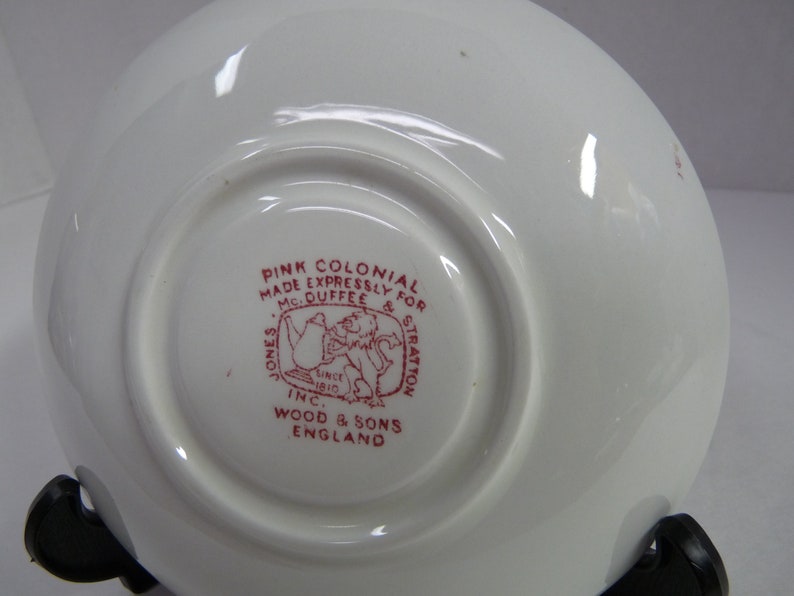 PINK COLONIAL
MADE EXPRESSLY FOR
JONES, Mc.DUFFEE & STRATTON
SINCE
1810
INC.
WOOD & SONS
ENGLAND